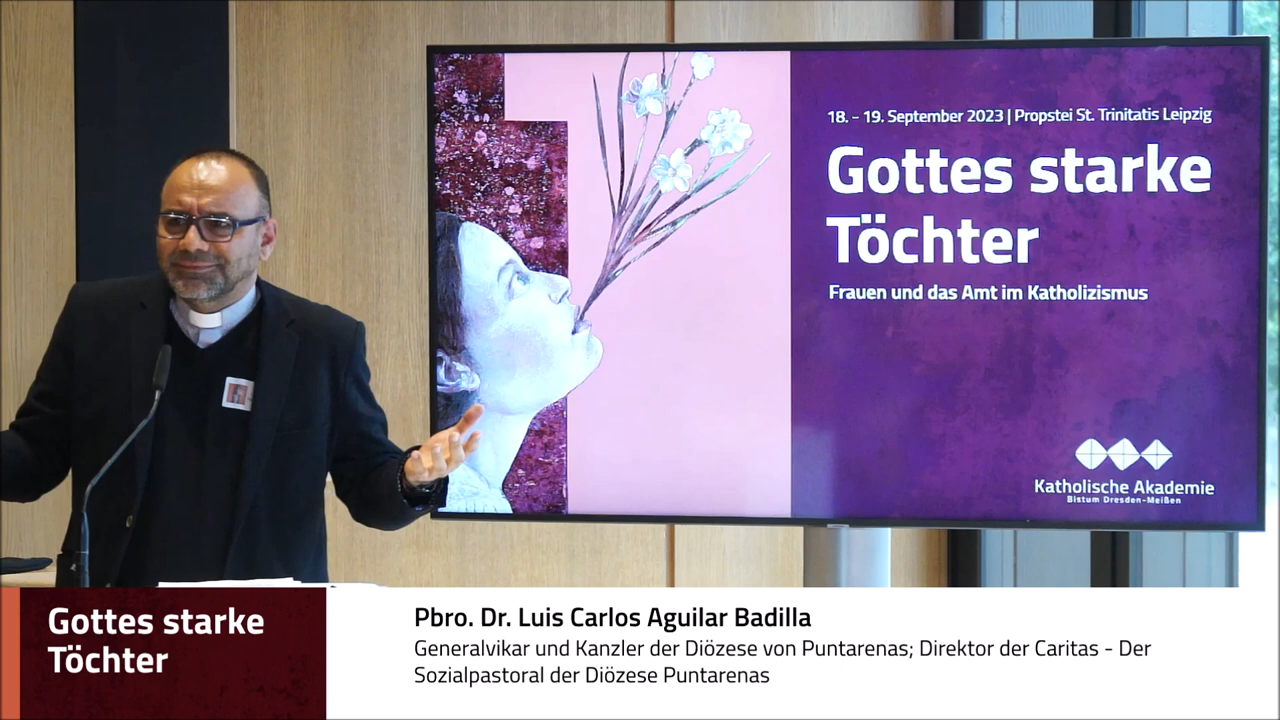 18. - 19. September 2023 | Propstei St. Trinitatis Leipzig
Gottes starke
Töchter
Frauen und das Amt im Katholizismus
Katholische Akademie
Bistum Dresden-Meißen
Gottes starke
Töchter
Pbro. Dr. Luis Carlos Aguilar Badilla
Generalvikar und Kanzler der Diözese von Puntarenas; Direktor der Caritas - Der
Sozialpastoral der Diözese Puntarenas